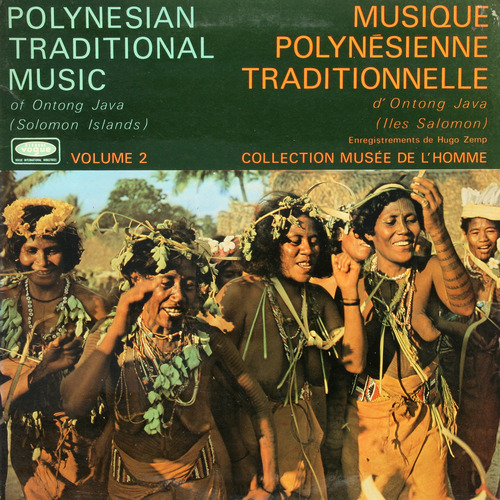 POLYNESIAN
TRADITIONAL
MUSIC
of Ontong Java
(Solomon Islands)
MUSIQUE
POLYNÉSIENNE
TRADITIONNELLE
d'Ontong Java
(Iles Salomon)
Enregistrements de Hugo Zemp
vogue
VOLUME 2
COLLECTION MUSÉE DE L'HOMME